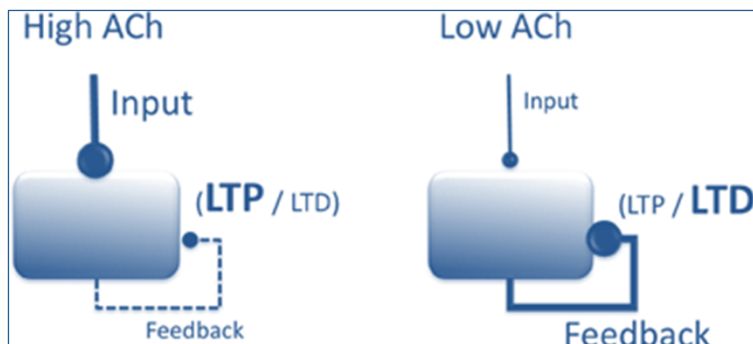 High ACh
Low ACh
Input
Input
(LTP / LTD)
(LTP / LTD)
Feedback
Feedback